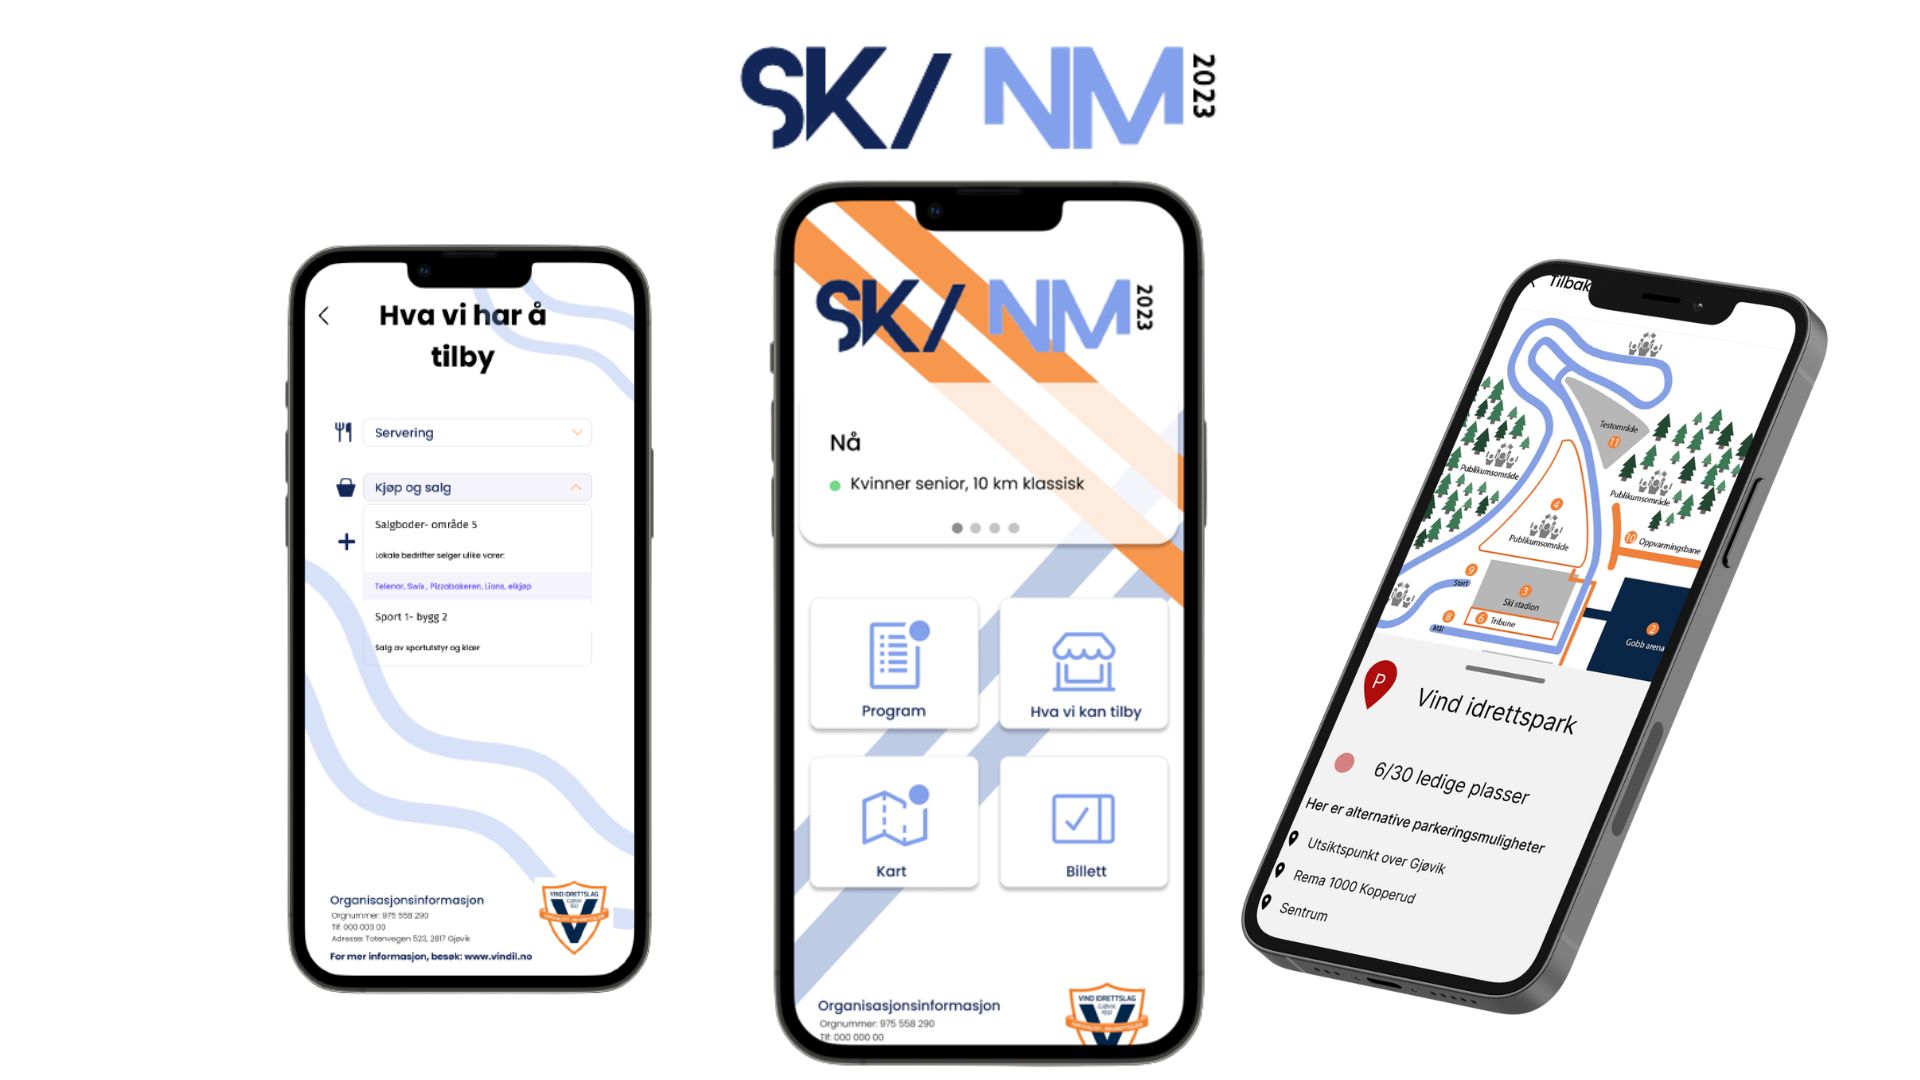 SKI NM 2023
Hva vi har å
tilby
Servering
Kjøp og salg
Salgboder- område 5
Lokale bedrifter selger ulike varer:
Telenor, Swix , Pizzabakeren, Lions, elkjøp
Sport 1- bygg 2
Salg av sportutstyr og klær
Organisasjonsinformasjon
Orgnummer: 975 558 290
Tlf: 000 000 00
Adresse: Totenvegen 523, 2817 Gjøvik
For mer informasjon, besøk: www.vindil.no
VIND IDRETTSLAG
GJØVIK
SKI NM 2023
Nå
Kvinner senior, 10 km klassisk
Program
Hva vi kan tilby
Kart
Billett
Organisasjonsinformasjon
Orgnummer: 975 558 290
Tlf: 000 000 00
VIND IDRETTSLAG
GJØVIK
Tilbak
Testområde
11
Publikumsområde
Publikumsområde
4
Publikumsområde
10 Oppvarmingsbane
9
Start
3
Ski stadion
8
Mål
6 Tribune
2
Gobb arena
P
Vind idrettspark
6/30 ledige plasser
Her er alternative parkeringsmuligheter
Utsiktspunkt over Gjøvik
Rema 1000 Kopperud
Sentrum